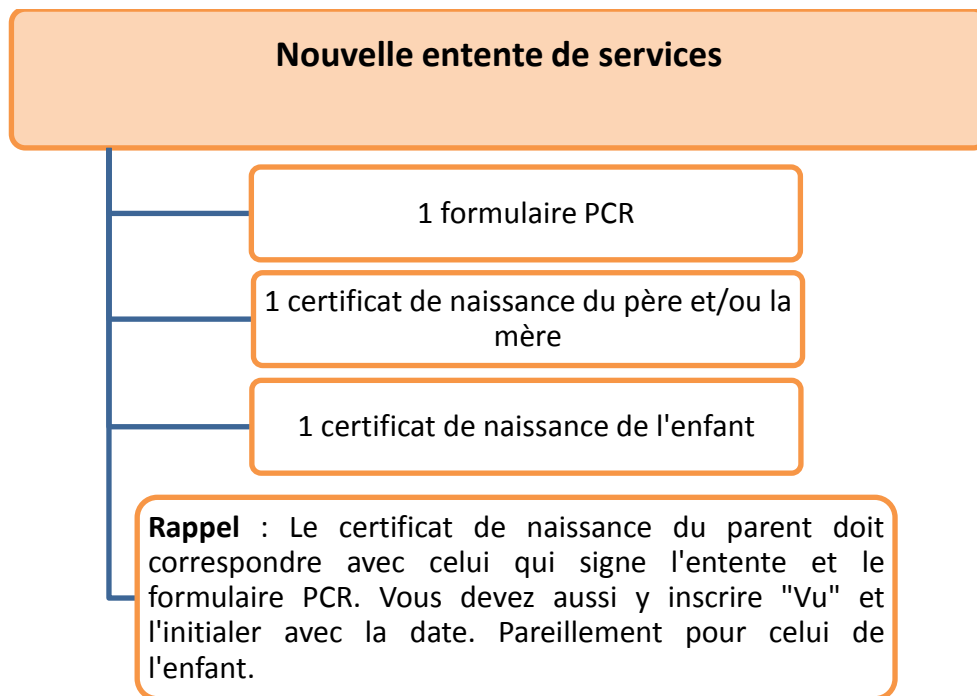 Nouvelle entente de services
1 formulaire PCR
1 certificat de naissance du père et/ou la
mère
1 certificat de naissance de l'enfant
Rappel : Le certificat de naissance du parent doit
correspondre avec celui qui signe l'entente et le
formulaire PCR. Vous devez aussi y inscrire "Vu" et
l'initialer avec la date. Pareillement pour celui de
l'enfant.